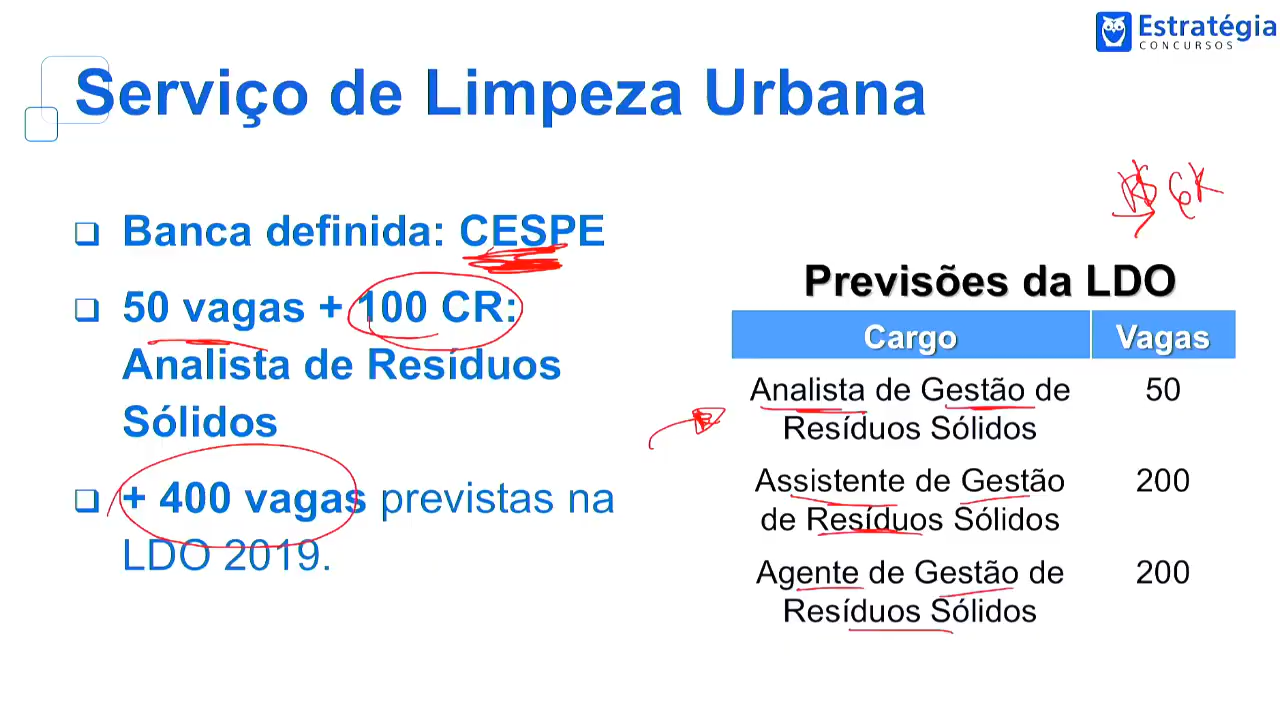 Estratégia
CONCURSOS
Serviço de Limpeza Urbana
Banca definida: CESPE
50 vagas + 100 CR:
Analista de Resíduos
Sólidos
+ 400 vagas previstas na
LDO 2019.
6K
Previsões da LDO
Cargo Vagas
Analista de Gestão de 50
Resíduos Sólidos
Assistente de Gestão 200
de Resíduos Sólidos
Agente de Gestão de 200
Resíduos Sólidos